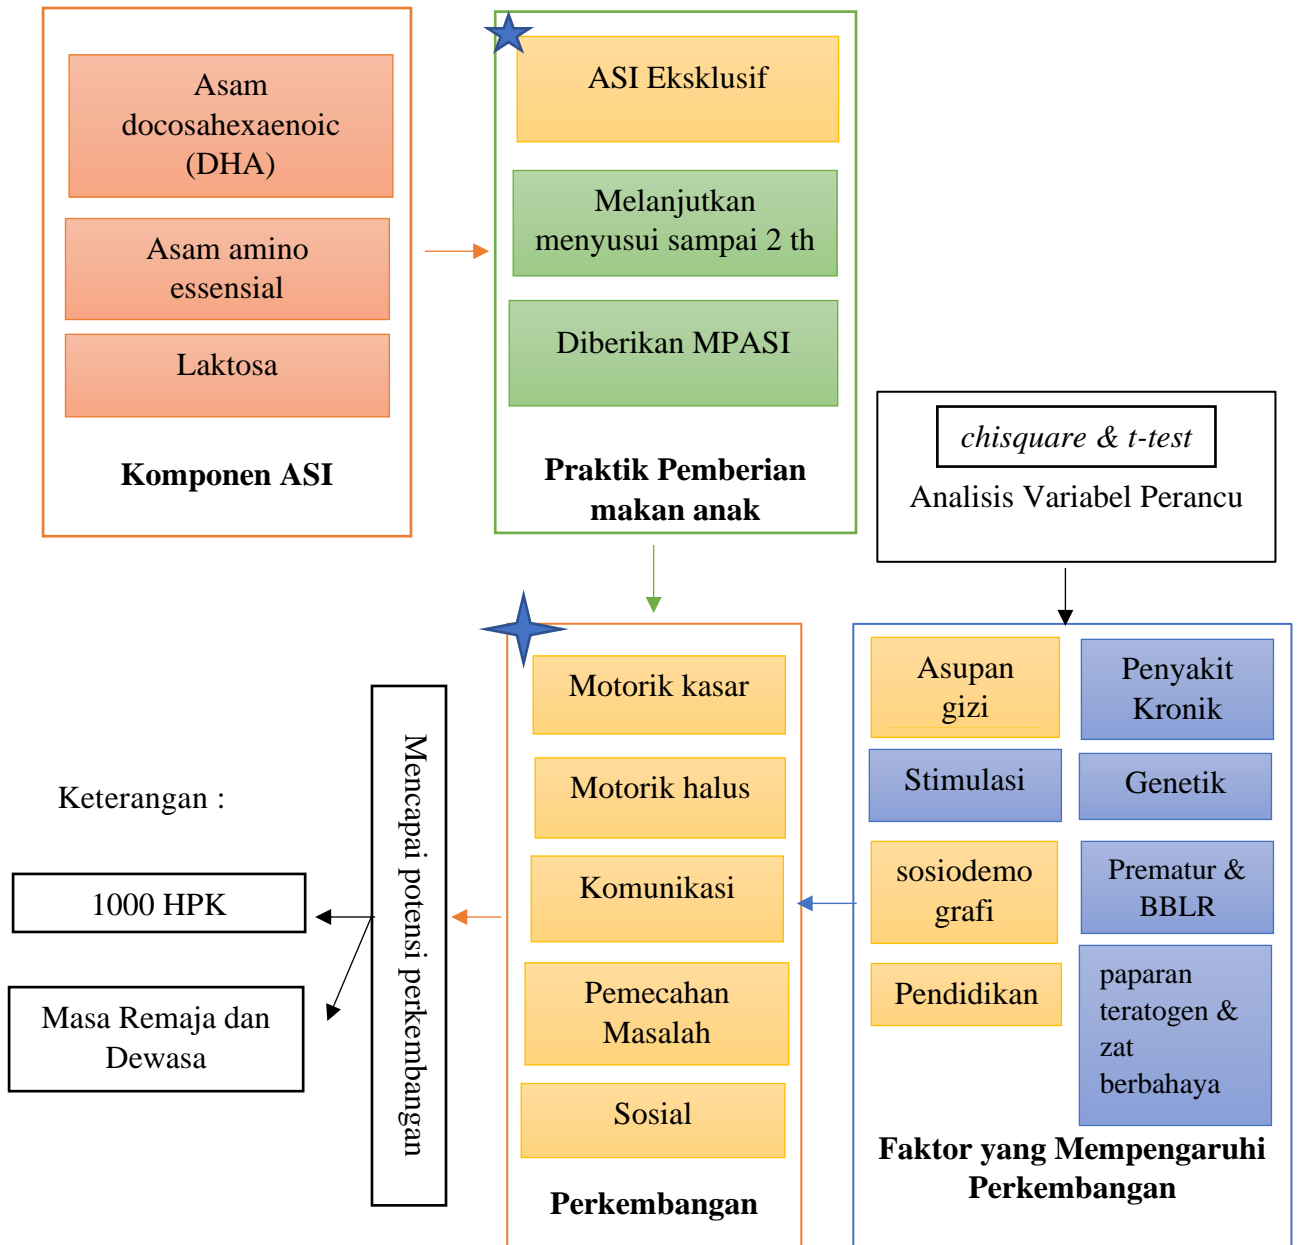 Asam
docosahexaenoic
(DHA)
Asam amino
essensial
Laktosa
Komponen ASI
ASI Eksklusif
Melanjutkan
menyusui sampai 2 th
Diberikan MPASI
Praktik Pemberian
makan anak
chisquare & t-test
Analisis Variabel Perancu
Motorik kasar
Motorik halus
Komunikasi
Pemecahan
Masalah
Sosial
Perkembangan
Asupan
gizi
Penyakit
Kronik
Stimulasi
Genetik
sosiodemo
grafi
Prematur &
BBLR
Pendidikan
paparan
teratogen &
zat
berbahaya
Faktor yang Mempengaruhi
Perkembangan
Mencapai potensi perkembangan
Keterangan :
1000 HPK
Masa Remaja dan
Dewasa